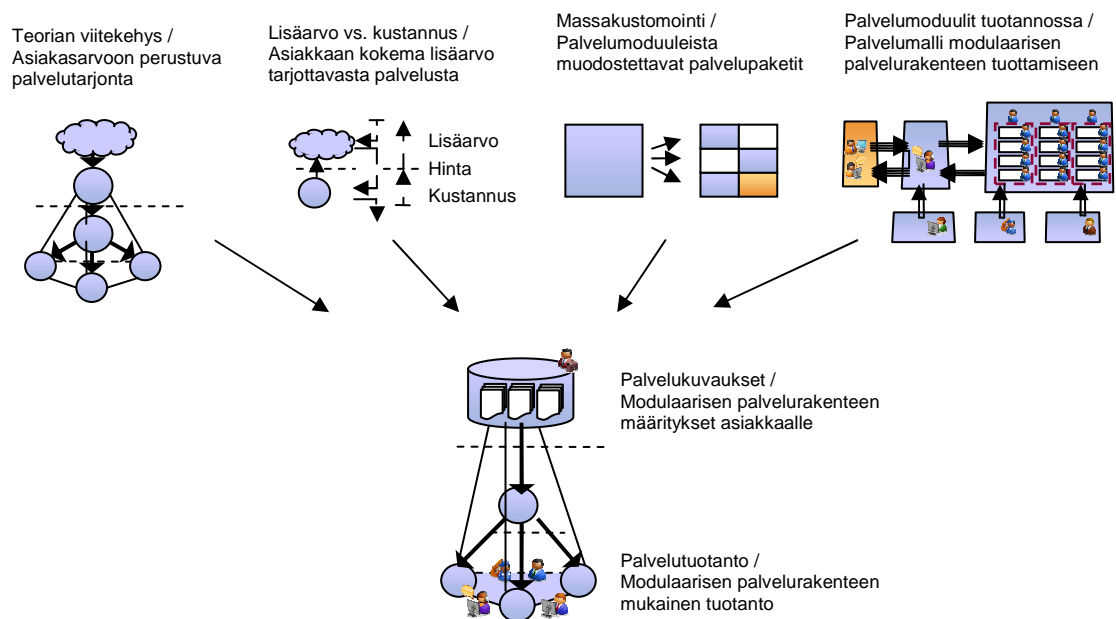 Teorian viitekehys /
Asiakasarvoon perustuva
palvelutarjonta
Lisäarvo vs. kustannus /
Asiakkaan kokema lisäarvo
tarjottavasta palvelusta
Lisäarvo
Hinta
Kustannus
Massakustomointi /
Palvelumoduuleista
muodostettavat palvelupaketit
Palvelumoduulit tuotannossa /
Palvelumalli modulaarisen
palvelurakenteen tuottamiseen
Palvelukuvaukset /
Modulaarisen palvelurakenteen
määritykset asiakkaalle
Palvelutuotanto /
Modulaarisen palvelurakenteen
mukainen tuotanto